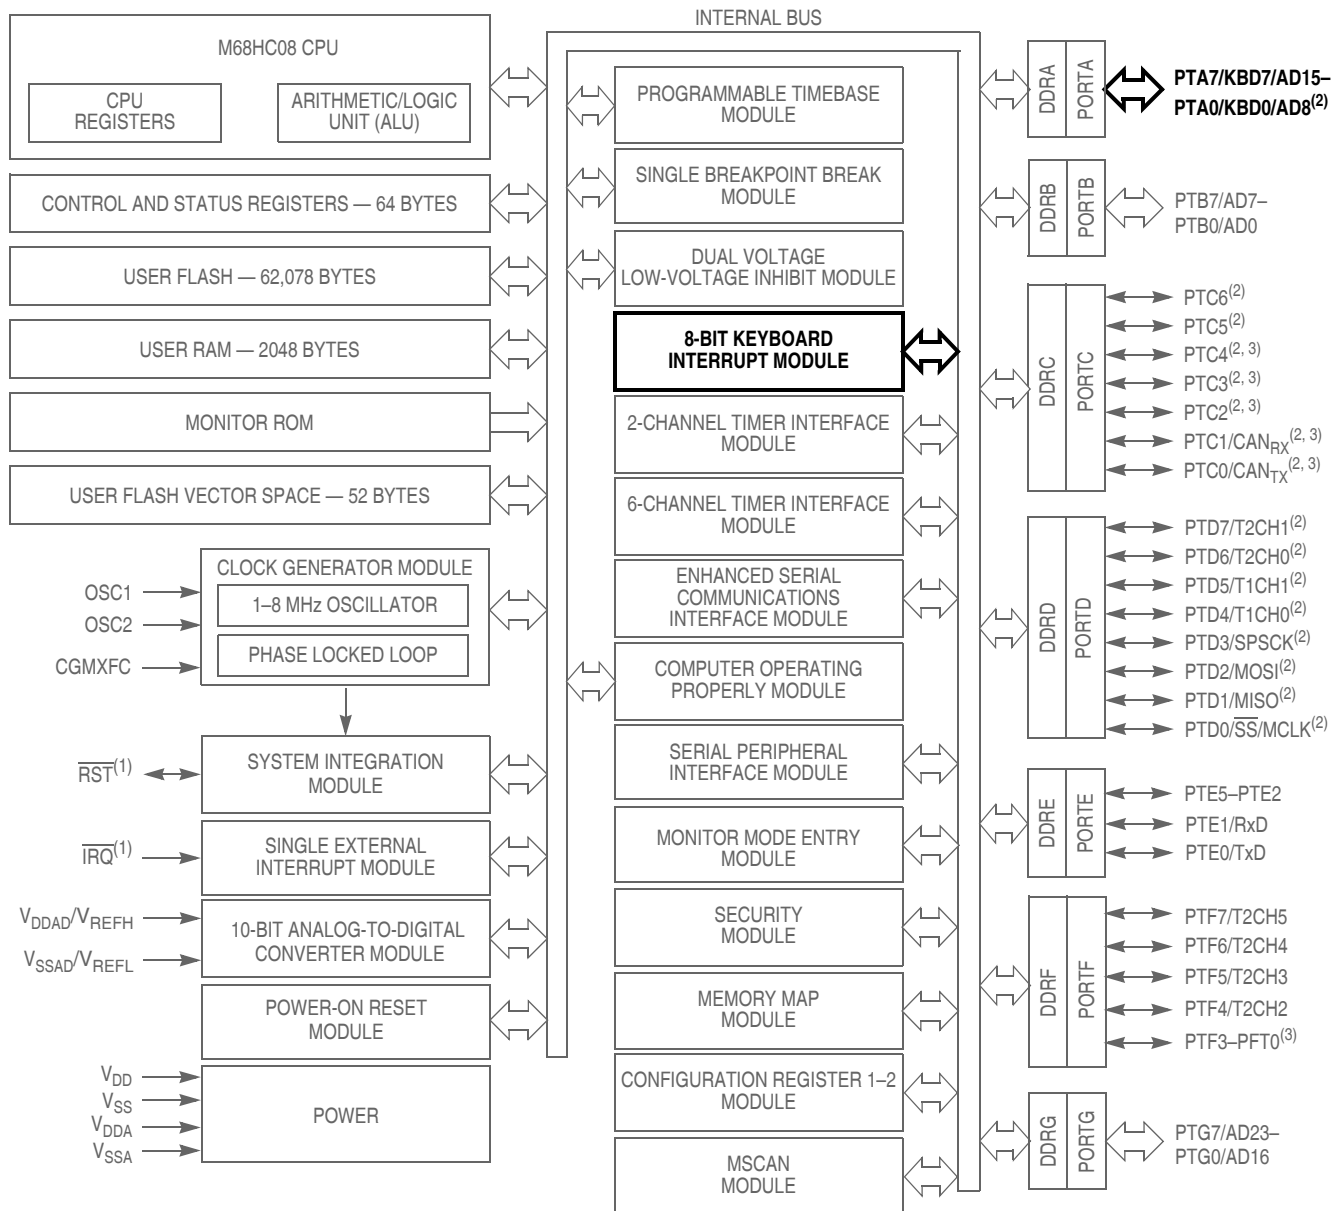 INTERNAL BUS
M68HC08 CPU
CPU
REGISTERS
ARITHMETIC/LOGIC
UNIT (ALU)
CONTROL AND STATUS REGISTERS — 64 BYTES
USER FLASH — 62,078 BYTES
USER RAM — 2048 BYTES
MONITOR ROM
USER FLASH VECTOR SPACE — 52 BYTES
CLOCK GENERATOR MODULE
1–8 MHz OSCILLATOR
PHASE LOCKED LOOP
OSC1
OSC2
CGMXFC
SYSTEM INTEGRATION
MODULE
RST(1)
SINGLE EXTERNAL
INTERRUPT MODULE
IRQ(1)
10-BIT ANALOG-TO-DIGITAL
CONVERTER MODULE
VDDAD/VREFH
VSSAD/VREFL
POWER-ON RESET
MODULE
POWER
VDD
VSS
VDDA
VSSA
PROGRAMMABLE TIMEBASE
MODULE
SINGLE BREAKPOINT BREAK
MODULE
DUAL VOLTAGE
LOW-VOLTAGE INHIBIT MODULE
8-BIT KEYBOARD
INTERRUPT MODULE
2-CHANNEL TIMER INTERFACE
MODULE
6-CHANNEL TIMER INTERFACE
MODULE
ENHANCED SERIAL
COMMUNICATIONS
INTERFACE MODULE
COMPUTER OPERATING
PROPERLY MODULE
SERIAL PERIPHERAL
INTERFACE MODULE
MONITOR MODE ENTRY
MODULE
SECURITY
MODULE
MEMORY MAP
MODULE
CONFIGURATION REGISTER 1–2
MODULE
MSCAN
MODULE
DDRA
PORTA
PTA7/KBD7/AD15–
PTA0/KBD0/AD8(2)
DDRB
PORTB
PTB7/AD7–
PTB0/AD0
DDRC
PORTC
PTC6(2)
PTC5(2)
PTC4(2, 3)
PTC3(2, 3)
PTC2(2, 3)
PTC1/CANRX(2, 3)
PTC0/CANTX(2, 3)
DDRD
PORTD
PTD7/T2CH1(2)
PTD6/T2CH0(2)
PTD5/T1CH1(2)
PTD4/T1CH0(2)
PTD3/SPSCK(2)
PTD2/MOSI(2)
PTD1/MISO(2)
PTD0/SS/MCLK(2)
DDRE
PORTE
PTE5–PTE2
PTE1/RxD
PTE0/TxD
DDRF
PORTF
PTF7/T2CH5
PTF6/T2CH4
PTF5/T2CH3
PTF4/T2CH2
PTF3–PFT0(3)
DDRG
PORTG
PTG7/AD23–
PTG0/AD16